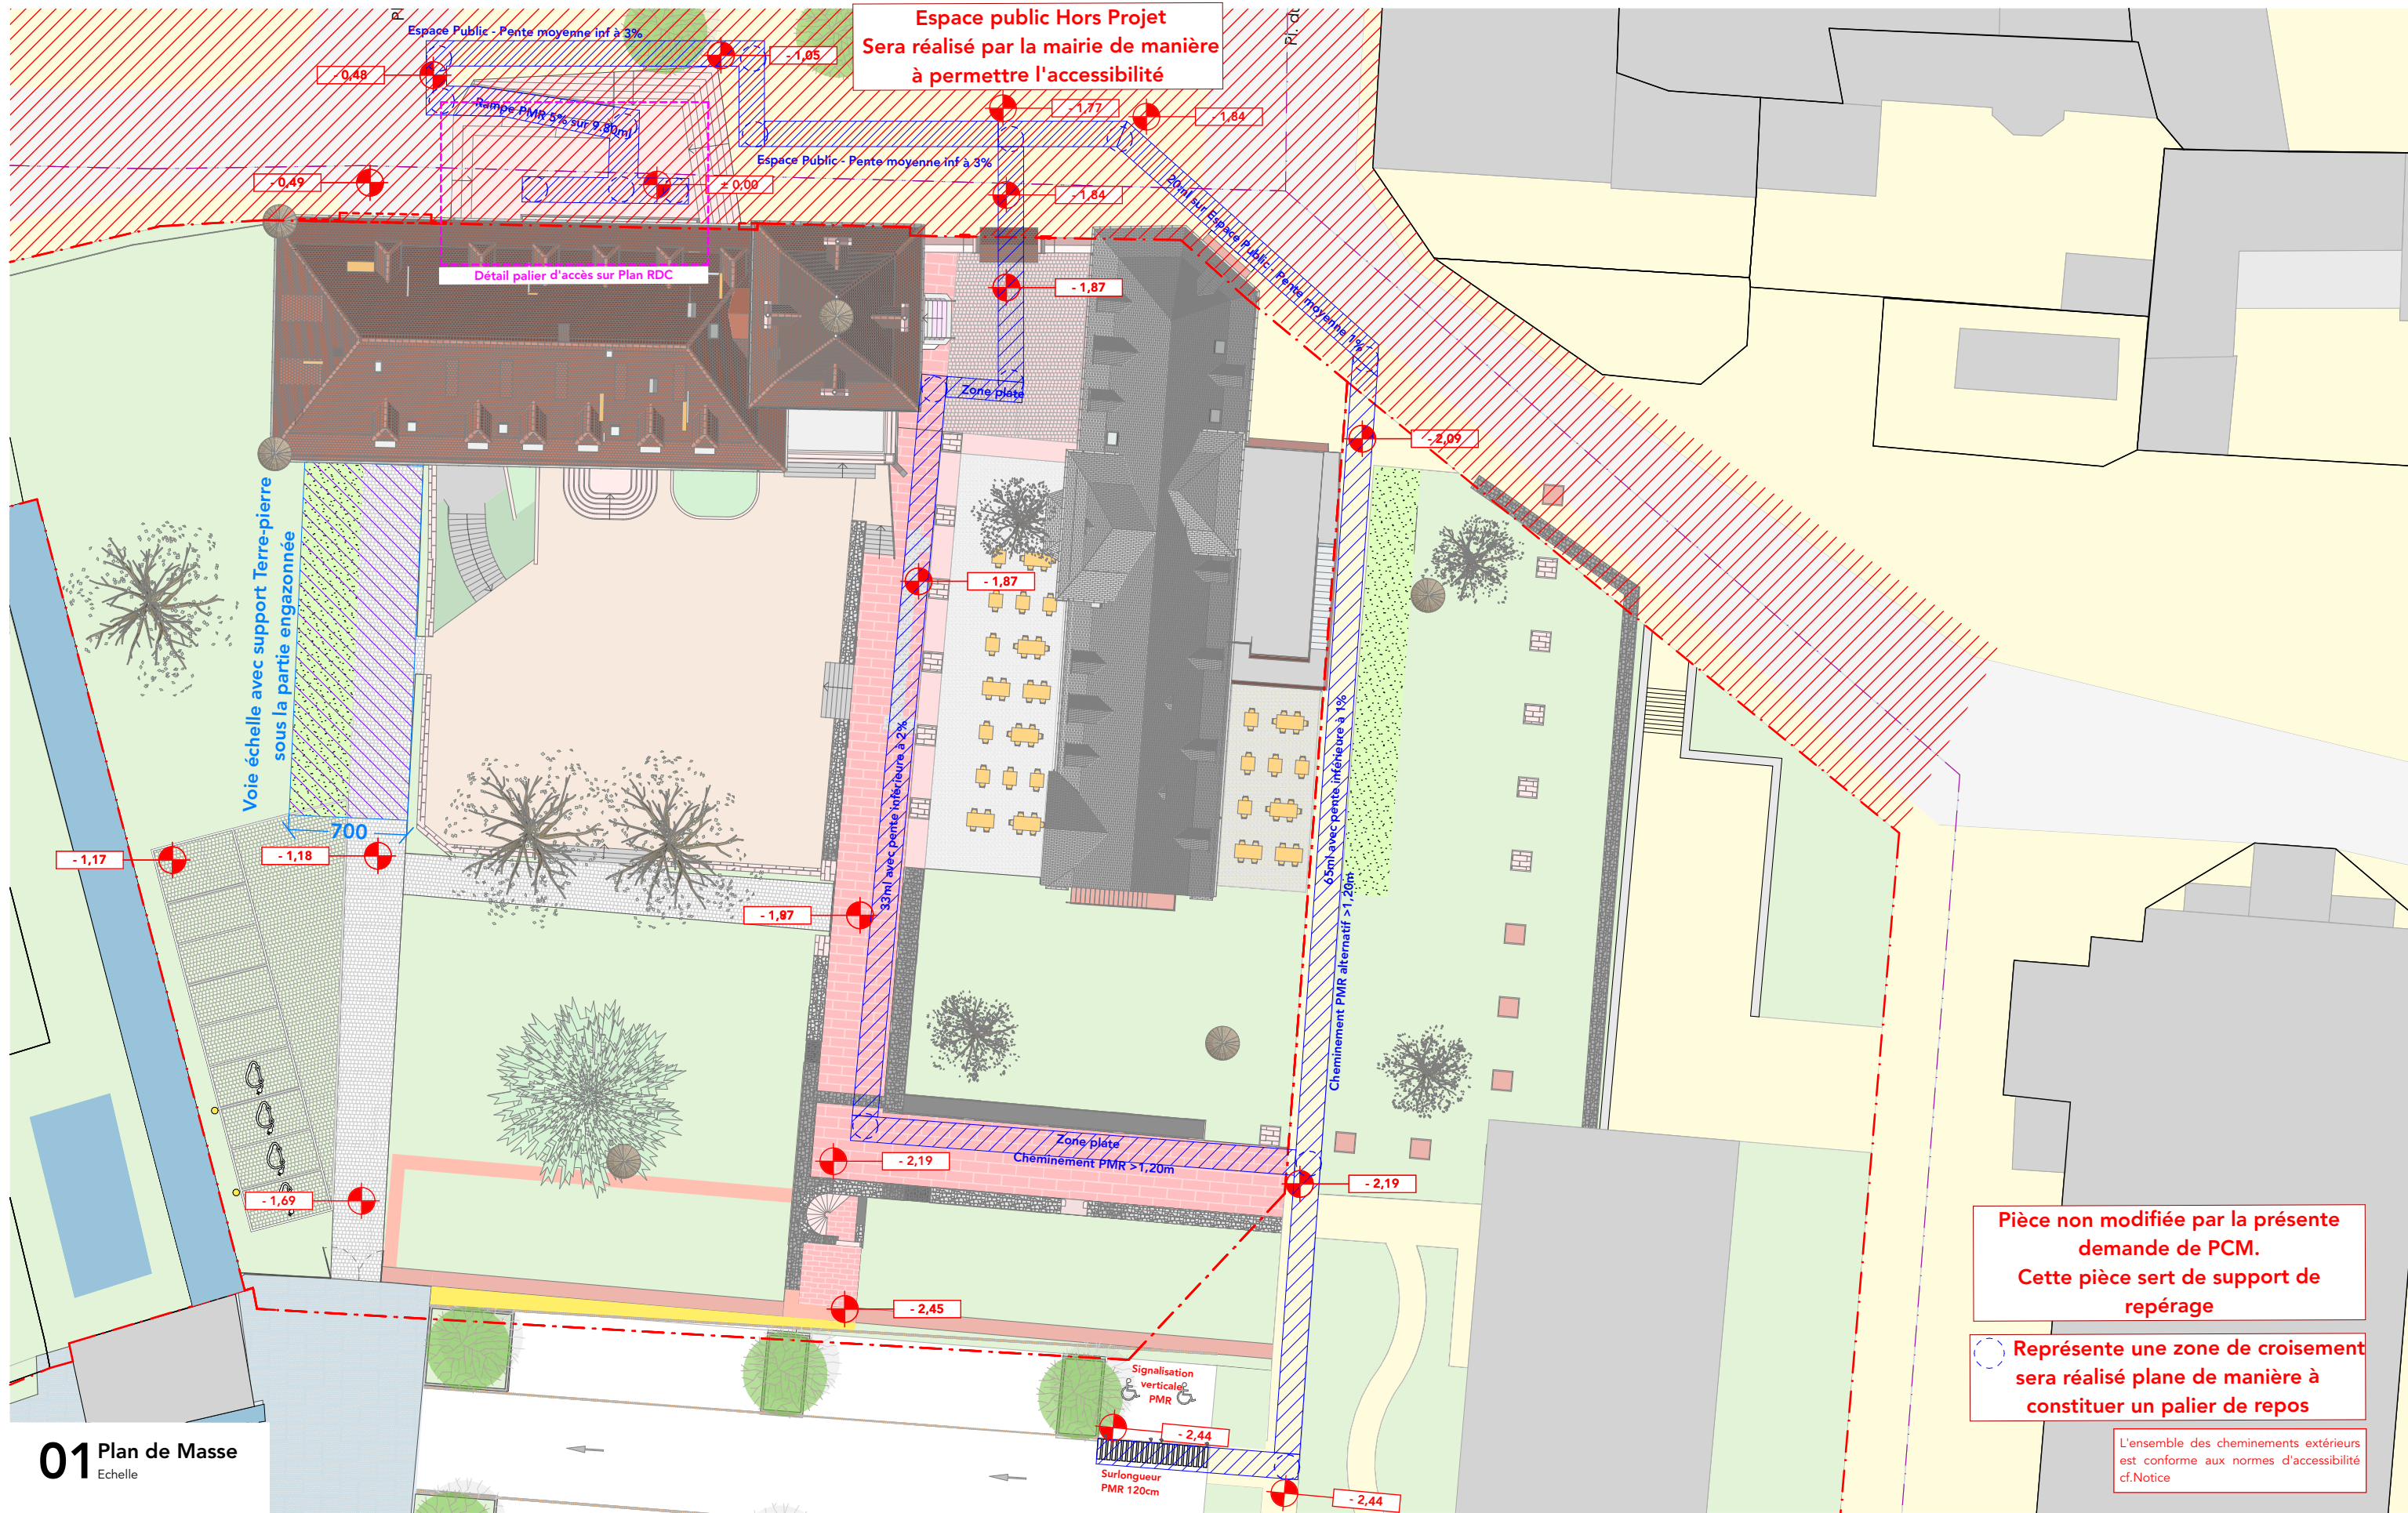 Pl
Pl. du
Espace public Hors Projet
Sera réalisé par la mairie de manière
à permettre l'accessibilité
Espace Public - Pente moyenne inf à 3%
- 1,05
- 0,48
Rampe PMR 5% sur 9.80ml
- 1,77
- 1,84
Espace Public - Pente moyenne inf à 3%
- 0,49
± 0,00
- 1,84
20ml sur Espace Public - Pente moyenne 1%
Détail palier d'accès sur Plan RDC
- 1,87
Zone plate
- 2,09
Voie échelle avec support Terre-pierre
sous la partie engazonnée
- 1,87
33ml avec pente inférieure à 2%
65ml avec pente inférieure à 1%
Cheminement PMR alternatif >1,20m
700
- 1,17
- 1,18
- 1,87
Zone plate
Cheminement PMR >1,20m
- 2,19
- 2,19
- 1,69
- 2,45
Signalisation
verticale
PMR
- 2,44
Surlongueur
PMR 120cm
- 2,44
Pièce non modifiée par la présente
demande de PCM.
Cette pièce sert de support de
repérage
Représente une zone de croisement
sera réalisé plane de manière à
constituer un palier de repos
L'ensemble des cheminements extérieurs
est conforme aux normes d'accessibilité
cf.Notice
01 Plan de Masse
Echelle